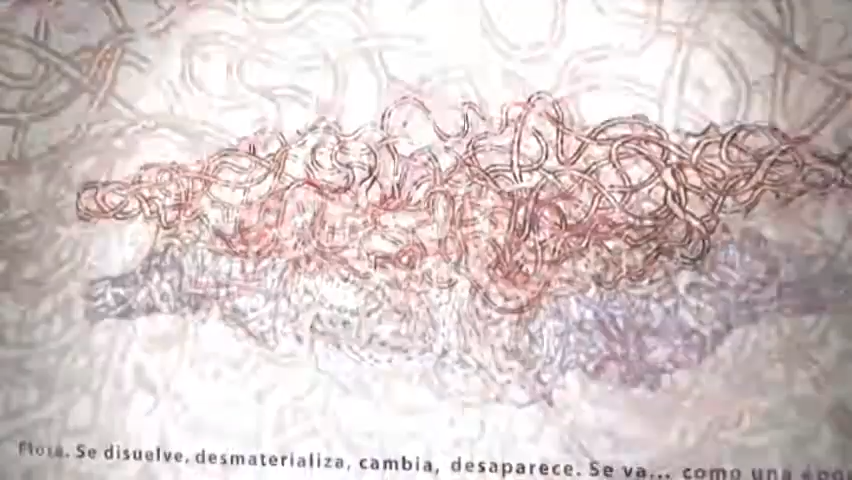 Flota. Se disuelve, desmaterializa, cambia, desaparece. Se va... como una